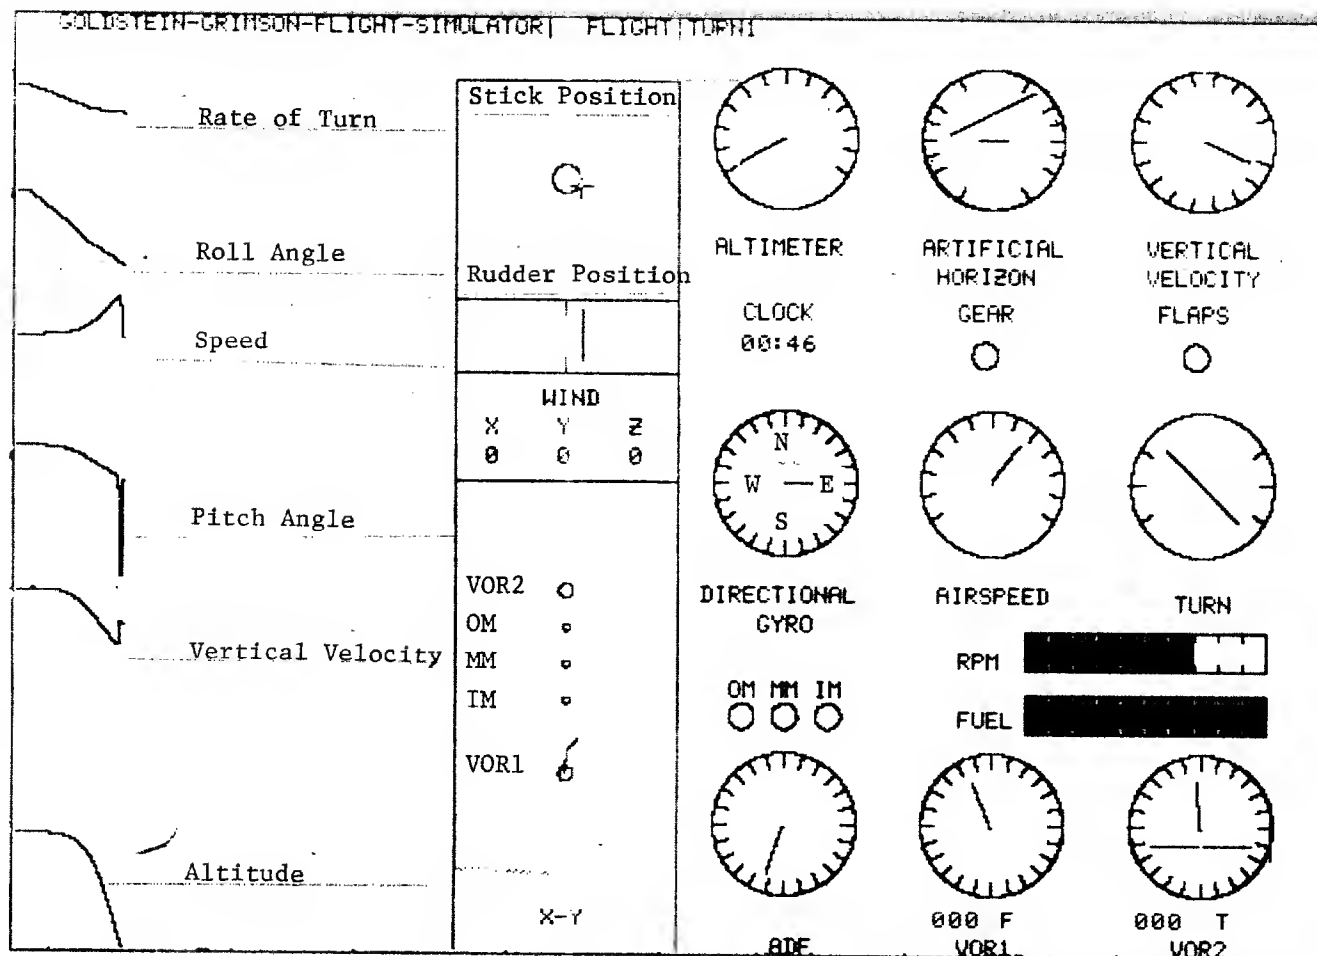 GOLDSTEIN-GRIMSON-FLIGHT-SIMULATOR| FLIGHT|TURN1
Rate of Turn
Roll Angle
Speed
Pitch Angle
Vertical Velocity
Altitude
Stick Position
Rudder Position
WIND
X Y Z
0 0 0
VOR2
OM
MM
IM
VOR1
X-Y
ALTIMETER
ARTIFICIAL
HORIZON
VERTICAL
VELOCITY
CLOCK
00:46
GEAR
FLAPS
N
W E
S
DIRECTIONAL
GYRO
AIRSPEED
TURN
RPM
FUEL
OM MM IM
ADF
000 F
VOR1
000 T
VOR2